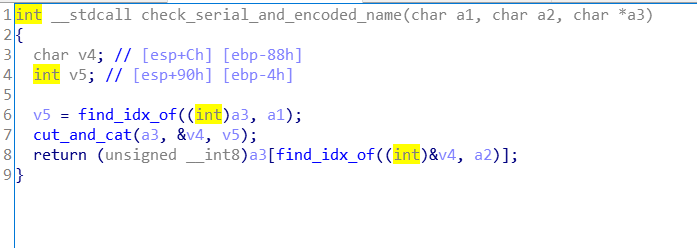 1 int __stdcall check_serial_and_encoded_name(char a1, char a2, char *a3)
2 {
3   char v4; // [esp+Ch] [ebp-88h]
4   int v5; // [esp+90h] [ebp-4h]
5
6   v5 = find_idx_of((int)a3, a1);
7   cut_and_cat(a3, &v4, v5);
8   return (unsigned __int8)a3[find_idx_of((int)&v4, a2)];
9 }